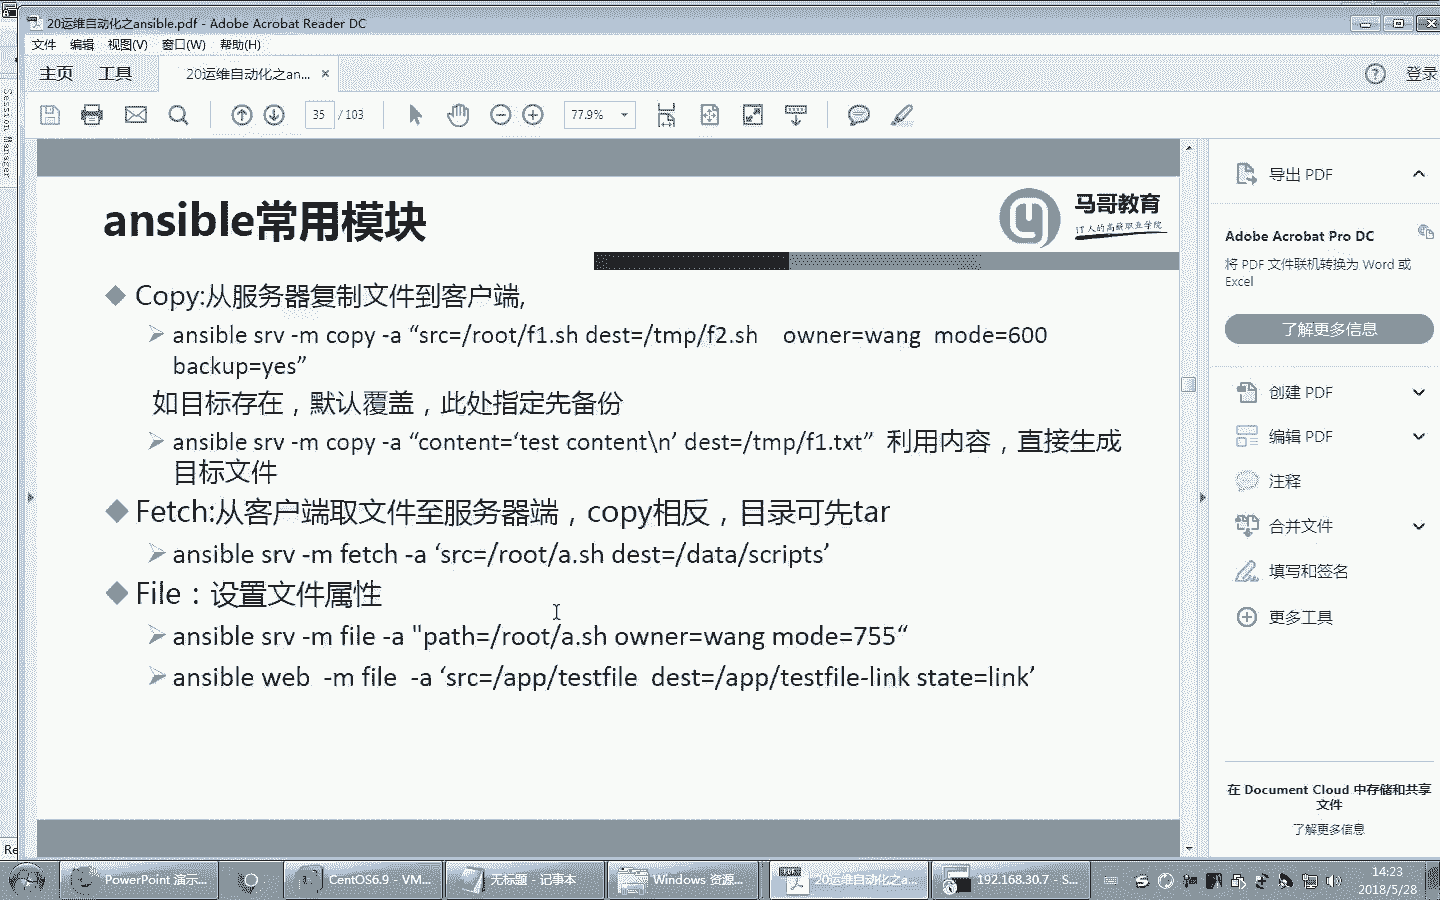 20运维自动化之ansible.pdf - Adobe Acrobat Reader DC
文件 编辑 视图(V) 窗口(W) 帮助(H)
主页 工具 20运维自动化之an... × 登录
35 / 103 77.9%
Session Manager
ansible常用模块
马哥教育
IT人的高薪职业学院
Copy:从服务器复制文件到客户端,
ansible srv -m copy -a “src=/root/f1.sh dest=/tmp/f2.sh owner=wang mode=600
backup=yes”
如目标存在，默认覆盖，此处指定先备份
ansible srv -m copy -a “content=‘test content\n’ dest=/tmp/f1.txt” 利用内容，直接生成
目标文件
Fetch:从客户端取文件至服务器端，copy相反，目录可先tar
ansible srv -m fetch -a ‘src=/root/a.sh dest=/data/scripts’
File：设置文件属性
ansible srv -m file -a "path=/root/a.sh owner=wang mode=755“
ansible web -m file -a ‘src=/app/testfile dest=/app/testfile-link state=link’
导出 PDF
Adobe Acrobat Pro DC
将 PDF 文件联机转换为 Word 或
Excel
了解更多信息
创建 PDF
编辑 PDF
注释
合并文件
填写和签名
更多工具
在 Document Cloud 中存储和共享
文件
了解更多信息
Re
PowerPoint 演示... CentOS6.9 - VM... 无标题 - 记事本 Windows 资源... 20运维自动化之a... 192.168.30.7 - S...
14:23
2018/5/28